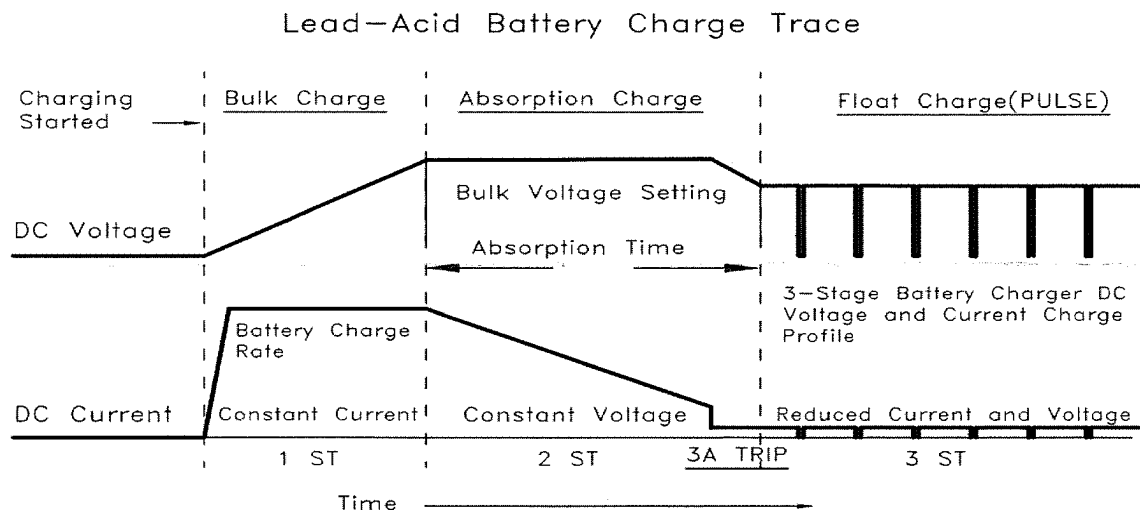 Lead-Acid Battery Charge Trace
Charging
Started
Bulk Charge
Absorption Charge
Float Charge(PULSE)
Bulk Voltage Setting
DC Voltage
Absorption Time
3-Stage Battery Charger DC
Voltage and Current Charge
Profile
Battery Charge
Rate
DC Current
Constant Current
Constant Voltage
Reduced Current and Voltage
1 ST
2 ST
3A TRIP
3 ST
Time